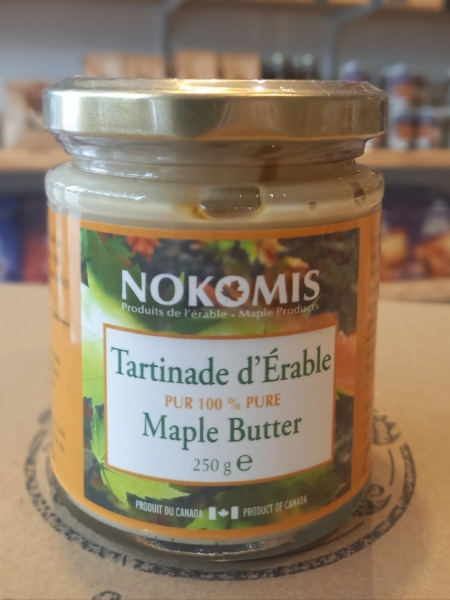 NOKOMIS
Produits de l'érable • Maple Products
Tartinade d'Érable
PUR 100 % PURE
Maple Butter
250 g ℮
PRODUIT DU CANADA PRODUCT OF CANADA